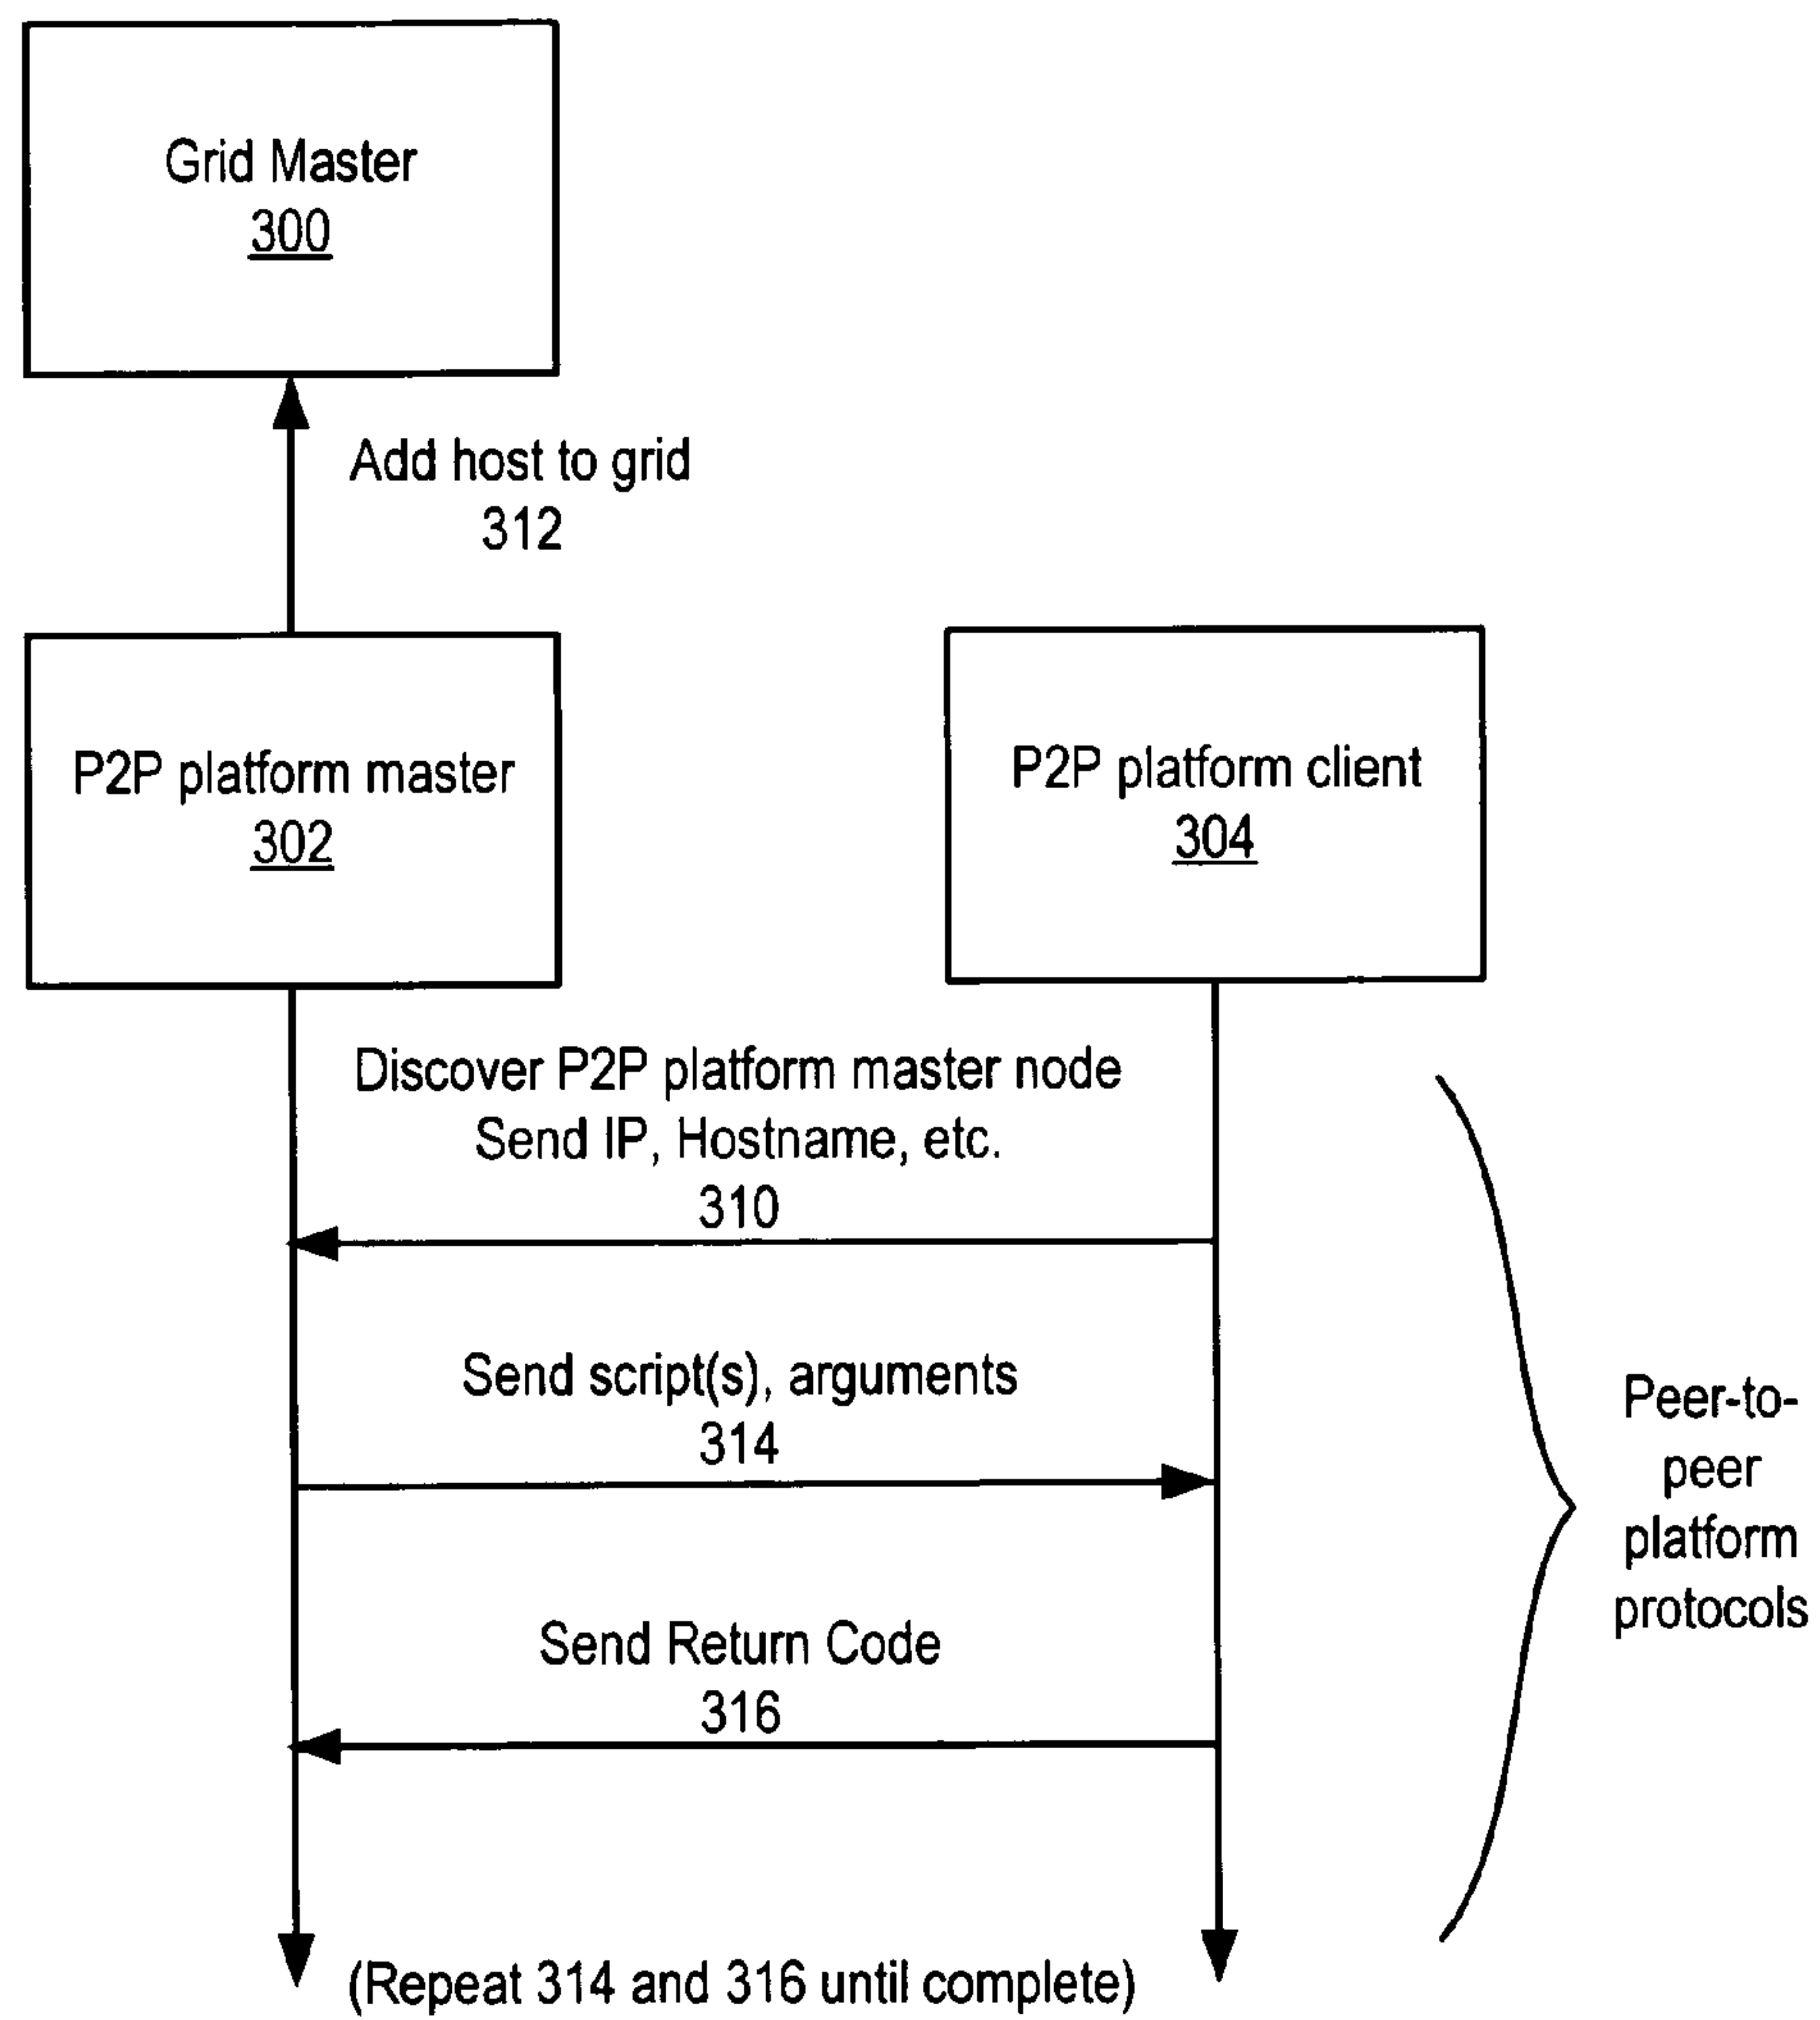 Grid Master
300
Add host to grid
312
P2P platform master
302
P2P platform client
304
Discover P2P platform master node
Send IP, Hostname, etc.
310
Send script(s), arguments
314
Send Return Code
316
Peer-to-
peer
platform
protocols
(Repeat 314 and 316 until complete)